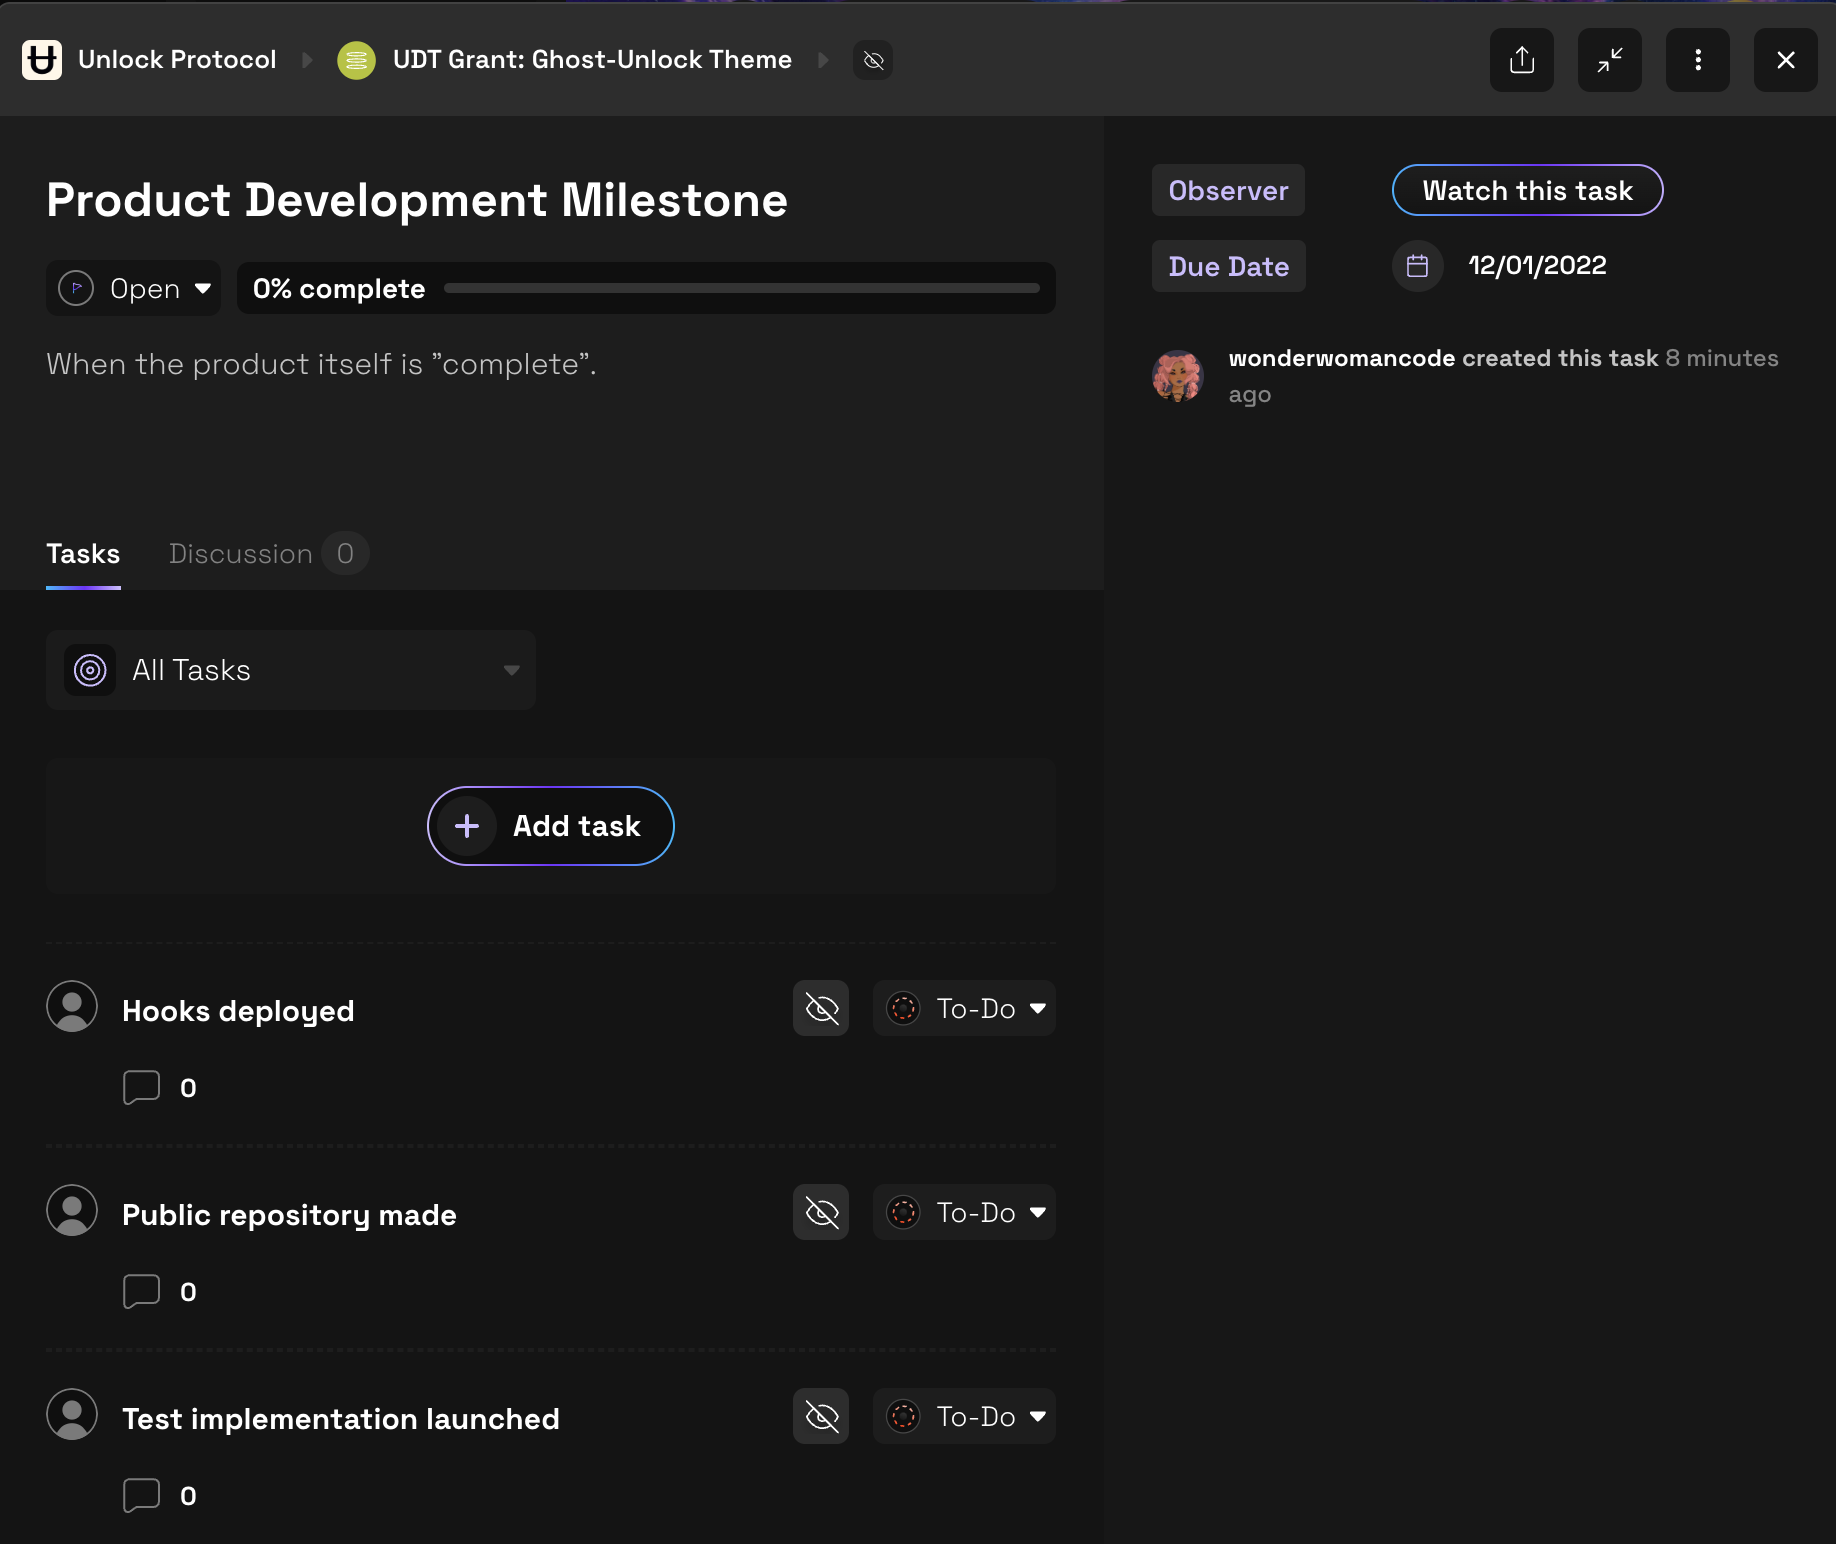 Unlock Protocol UDT Grant: Ghost-Unlock Theme
Product Development Milestone
Open 0% complete
When the product itself is "complete".
Observer Watch this task
Due Date 12/01/2022
wonderwomancode created this task 8 minutes
ago
Tasks Discussion 0
All Tasks
Add task
Hooks deployed To-Do
0
Public repository made To-Do
0
Test implementation launched To-Do
0